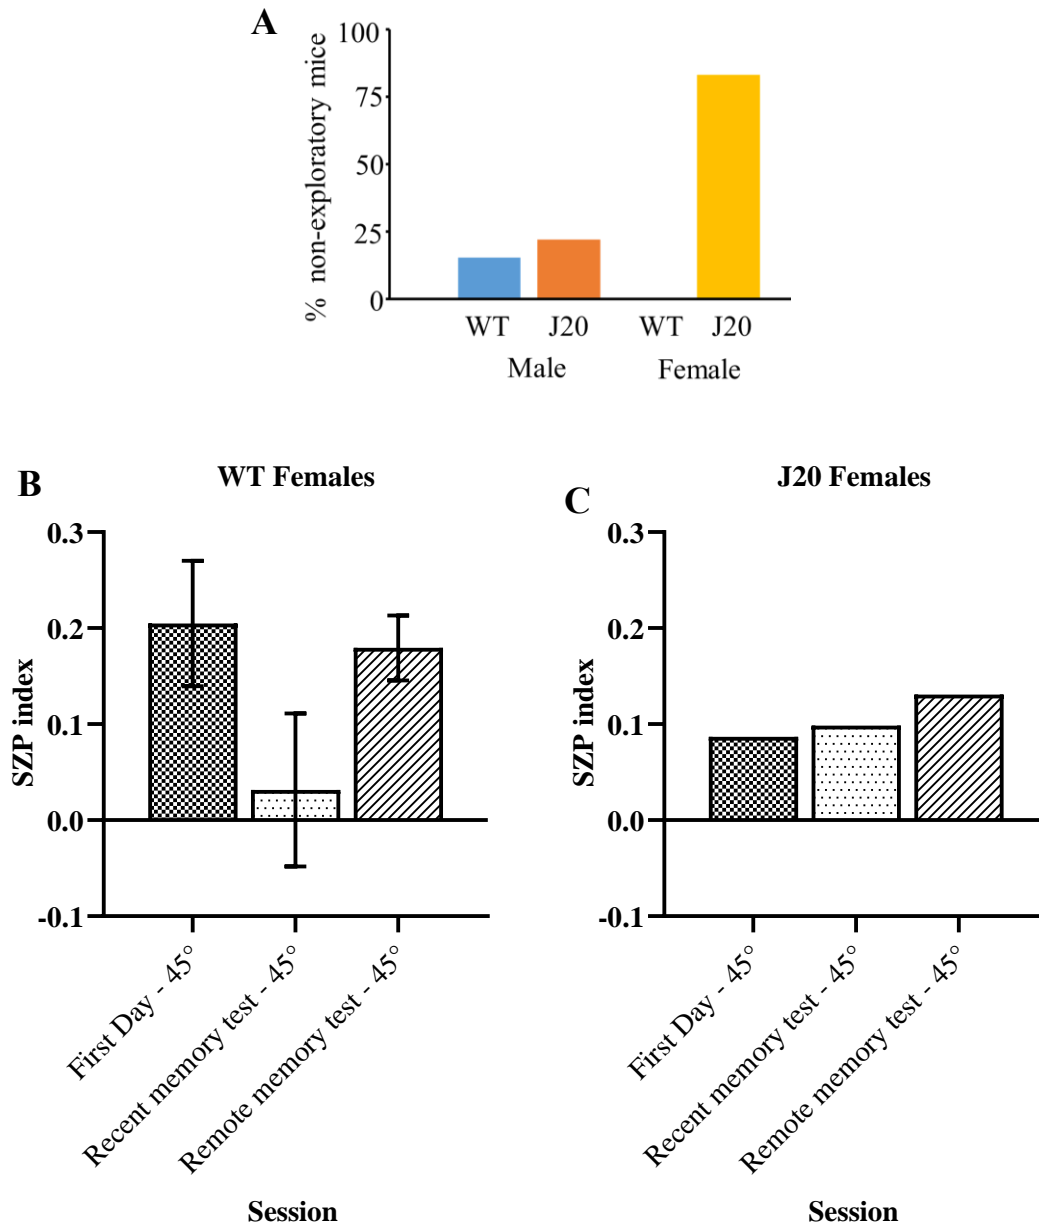 A
% non-exploratory mice
100
75
50
25
0
WT J20 WT J20
Male Female
B
WT Females
SZP index
0.3
0.2
0.1
0.0
-0.1
First Day - 45°
Recent memory test - 45°
Remote memory test - 45°
Session
C
J20 Females
SZP index
0.3
0.2
0.1
0.0
-0.1
First Day - 45°
Recent memory test - 45°
Remote memory test - 45°
Session